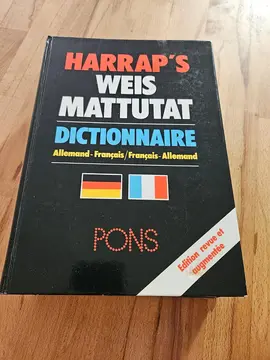 HARRAP'S
WEIS
MATTUTAT
DICTIONNAIRE
Allemand-Français/Français-Allemand
PONS
Edition revue et
augmentée